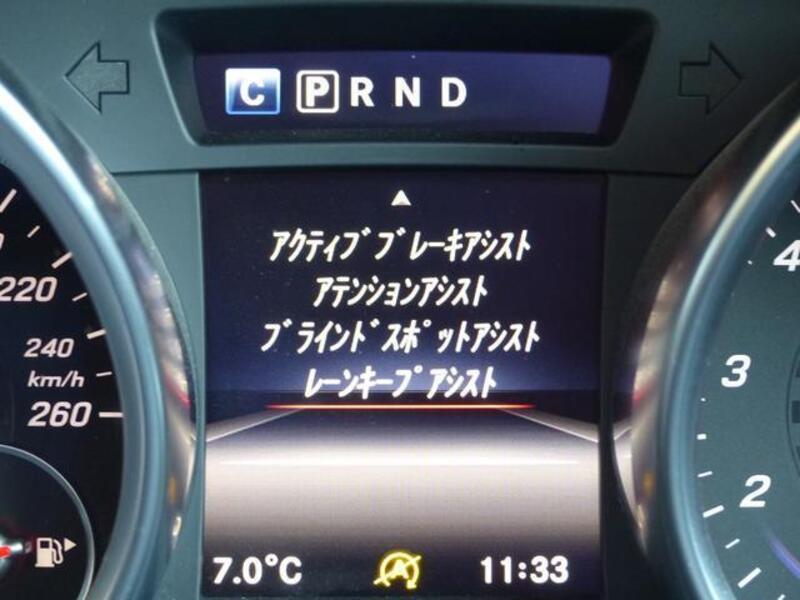 C P R N D
ｱｸﾃｨﾌﾞﾌﾞﾚｰｷｱｼｽﾄ
ｱﾃﾝｼｮﾝｱｼｽﾄ
ﾌﾞﾗｲﾝﾄﾞｽﾎﾟｯﾄｱｼｽﾄ
ﾚｰﾝｷｰﾌﾟｱｼｽﾄ
220
240
km/h
260
4
3
2
7.0°C A 11:33